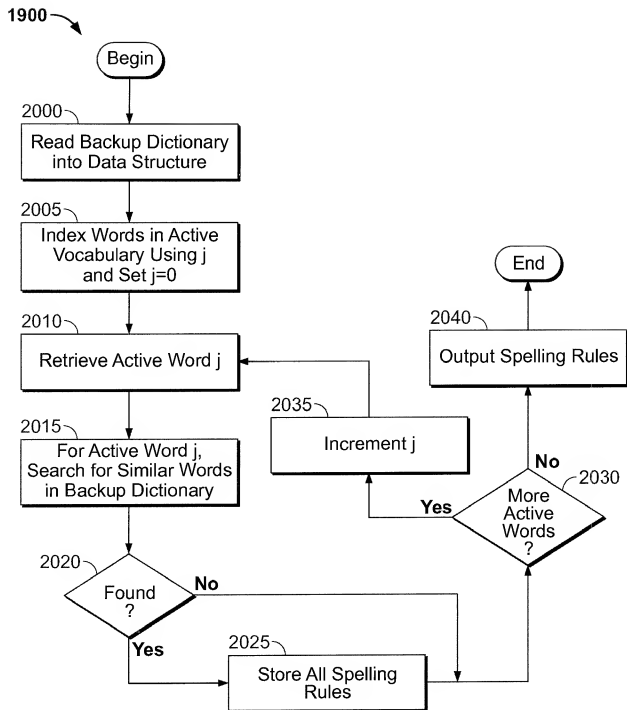 1900
Begin
2000
Read Backup Dictionary
into Data Structure
2005
Index Words in Active
Vocabulary Using j
and Set j=0
2010
Retrieve Active Word j
2015
For Active Word j,
Search for Similar Words
in Backup Dictionary
2020
Found
?
No
Yes
2025
Store All Spelling
Rules
2030
More
Active
Words
?
Yes
No
2035
Increment j
2040
Output Spelling Rules
End